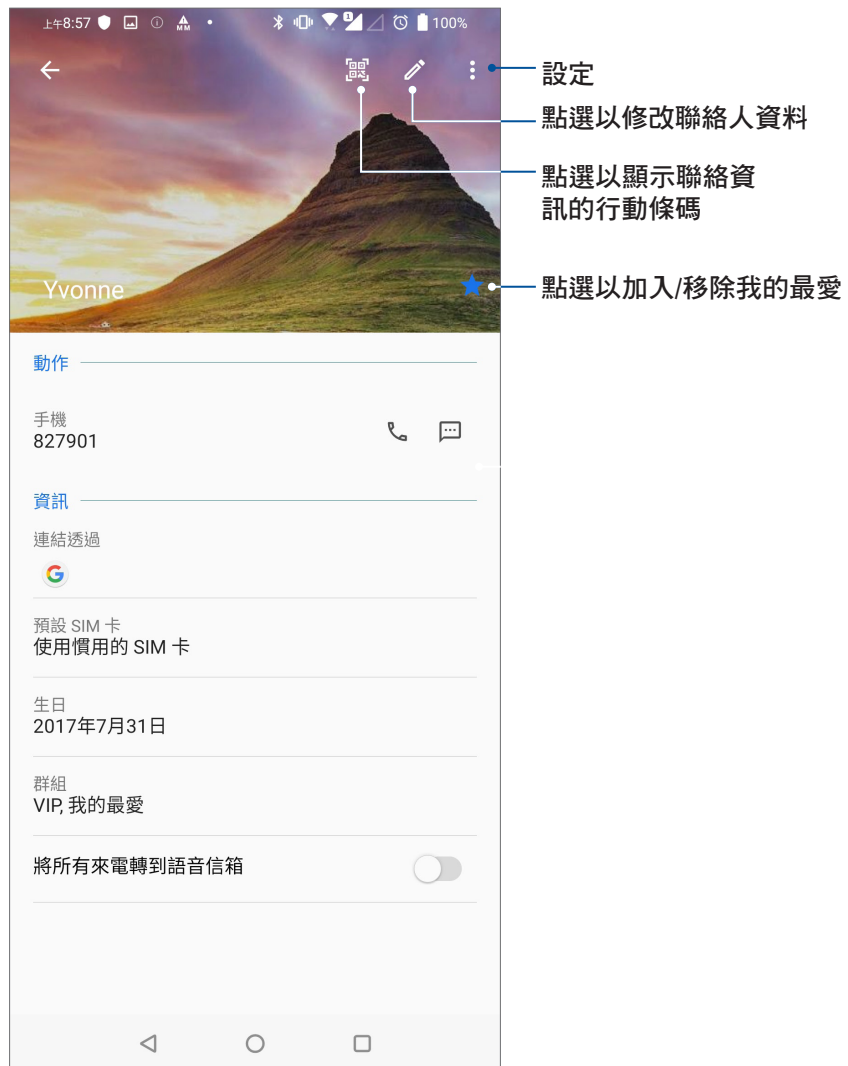 上午8:57
100%
設定
點選以修改聯絡人資料
點選以顯示聯絡資
訊的行動條碼
Yvonne
點選以加入/移除我的最愛
動作
手機
827901
資訊
連結透過
G
預設 SIM 卡
使用慣用的 SIM 卡
生日
2017年7月31日
群組
VIP, 我的最愛
將所有來電轉到語音信箱